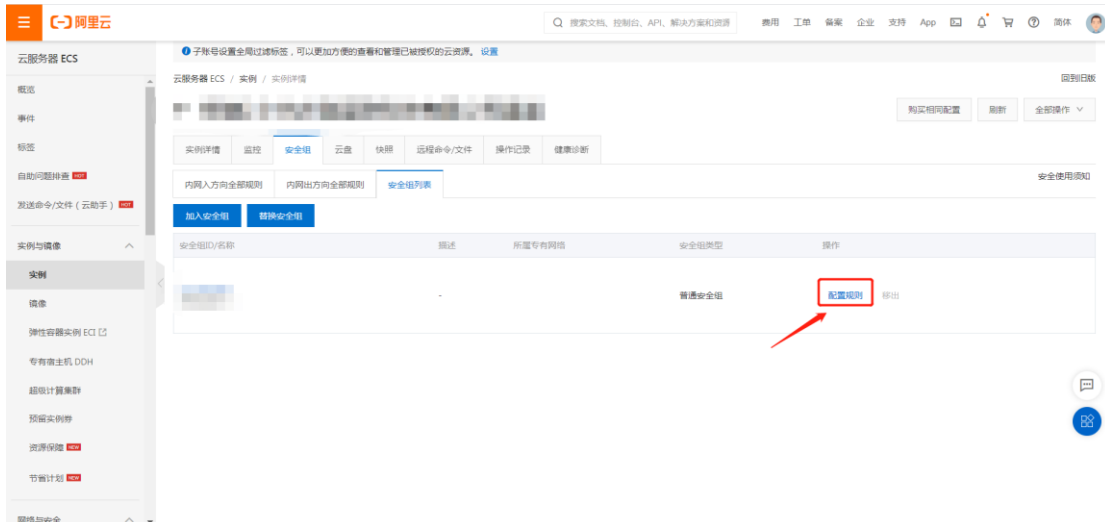 阿里云
搜索文档、控制台、API、解决方案和资源
费用 工单 备案 企业 支持 App 简体
云服务器 ECS
子账号设置全局过滤标签，可以更加方便的查看和管理已被授权的云资源。 设置
概览
事件
标签
自助问题排查 HOT
发送命令/文件（云助手） HOT
实例与镜像
实例
镜像
弹性容器实例 ECI
专有宿主机 DDH
超级计算集群
预留实例券
资源保障 NEW
节省计划 NEW
网络与安全
云服务器 ECS / 实例 / 实例详情
回到旧版
购买相同配置 刷新 全部操作
实例详情 监控 安全组 云盘 快照 远程命令/文件 操作记录 健康诊断
内网入方向全部规则 内网出方向全部规则 安全组列表
安全使用须知
加入安全组 替换安全组
安全组ID/名称 描述 所属专有网络 安全组类型 操作
- 普通安全组 配置规则 移出